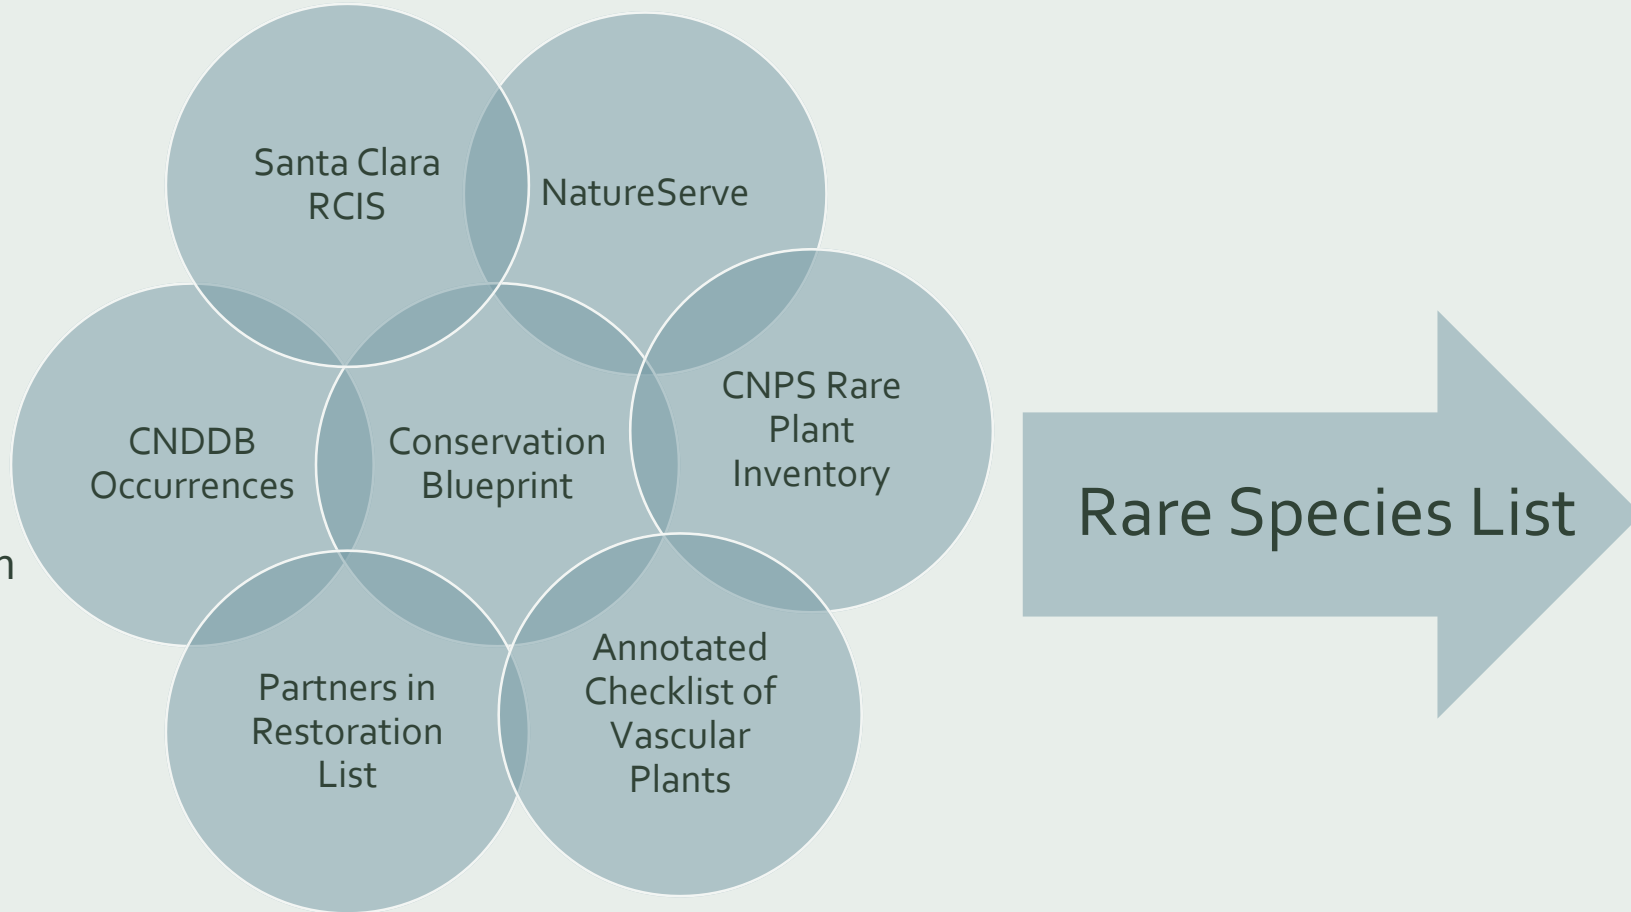 Santa Clara
RCIS
NatureServe
CNPS Rare
Plant
Inventory
CNDDB
Occurrences
Conservation
Blueprint
Partners in
Restoration
List
Annotated
Checklist of
Vascular
Plants
Rare Species List